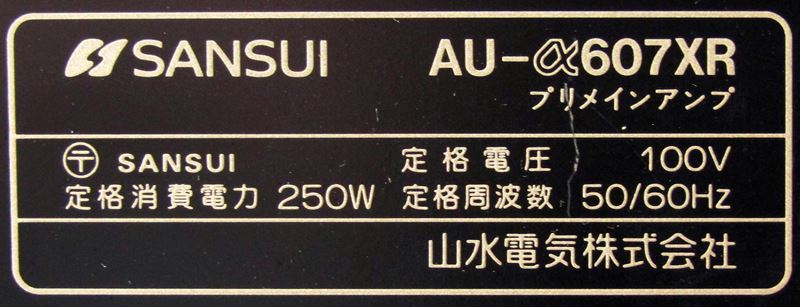 SANSUI AU-α607XR
プリメインアンプ
〒 SANSUI 定格電圧 100V
定格消費電力 250W 定格周波数 50/60Hz
山水電気株式会社